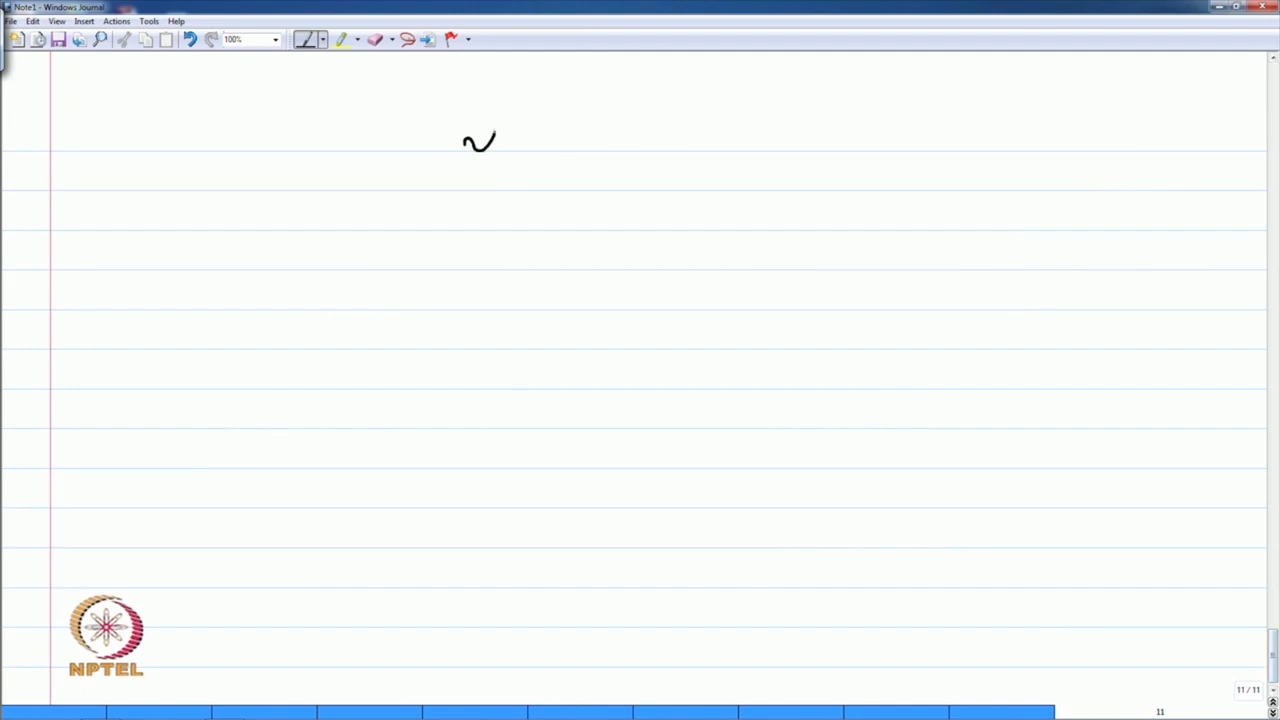 Note1 - Windows Journal
File Edit View Insert Actions Tools Help
100%
~
NPTEL
11 / 11
11